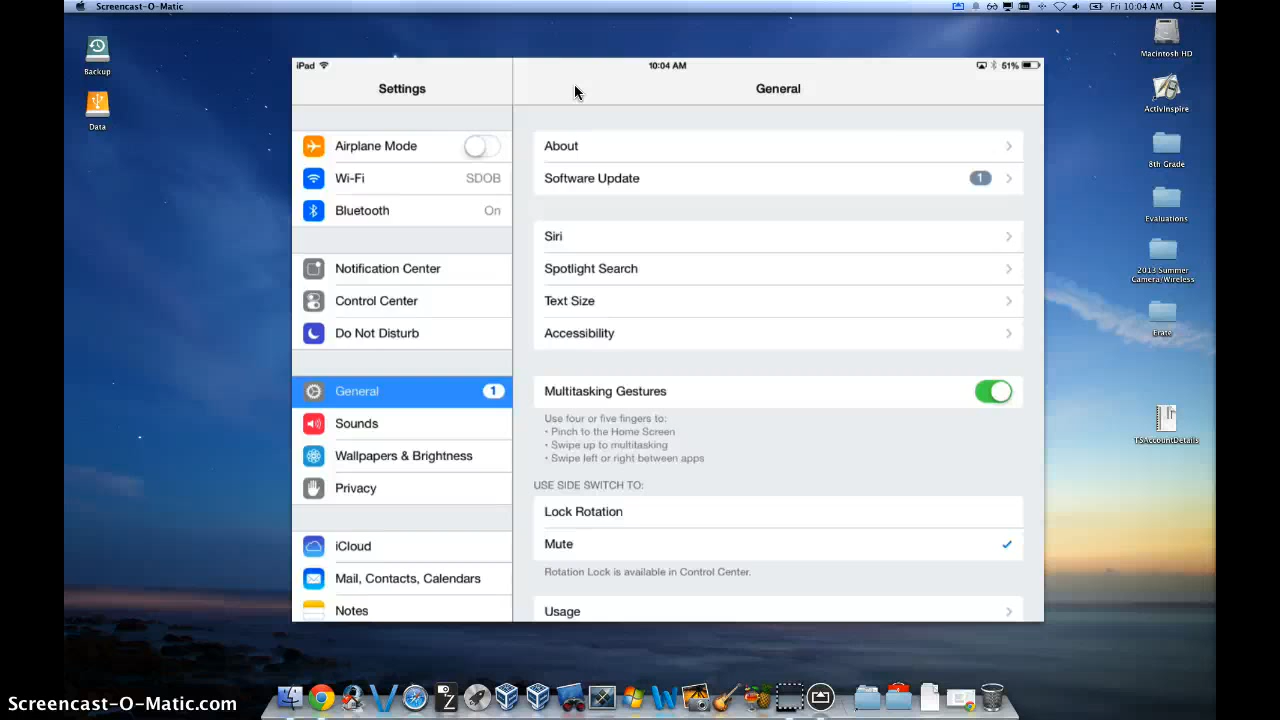 Screencast-O-Matic
Fri 10:04 AM
Backup
Data
Macintosh HD
ActivInspire
8th Grade
Evaluations
2013 Summer
Camera-Wireless
Erate
TSAccountDetails
iPad
10:04 AM
61%
Settings
General
Airplane Mode
Wi-Fi SDOB
Bluetooth On
Notification Center
Control Center
Do Not Disturb
General 1
Sounds
Wallpapers & Brightness
Privacy
iCloud
Mail, Contacts, Calendars
Notes
About
Software Update 1
Siri
Spotlight Search
Text Size
Accessibility
Multitasking Gestures
Use four or five fingers to:
• Pinch to the Home Screen
• Swipe up to multitasking
• Swipe left or right between apps
USE SIDE SWITCH TO:
Lock Rotation
Mute
Rotation Lock is available in Control Center.
Usage
Screencast-O-Matic.com